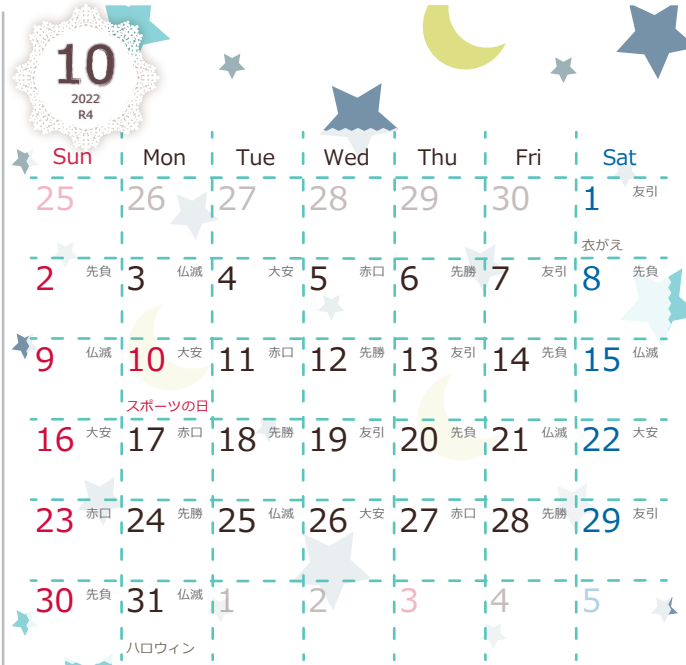 10
2022
R4
Sun Mon Tue Wed Thu Fri Sat
25 26 27 28 29 30 1 友引
衣がえ
2 先負 3 仏滅 4 大安 5 赤口 6 先勝 7 友引 8 先負
9 仏滅 10 大安 11 赤口 12 先勝 13 友引 14 先負 15 仏滅
スポーツの日
16 大安 17 赤口 18 先勝 19 友引 20 先負 21 仏滅 22 大安
23 赤口 24 先勝 25 仏滅 26 大安 27 赤口 28 先勝 29 友引
30 先負 31 仏滅 1 2 3 4 5
ハロウィン